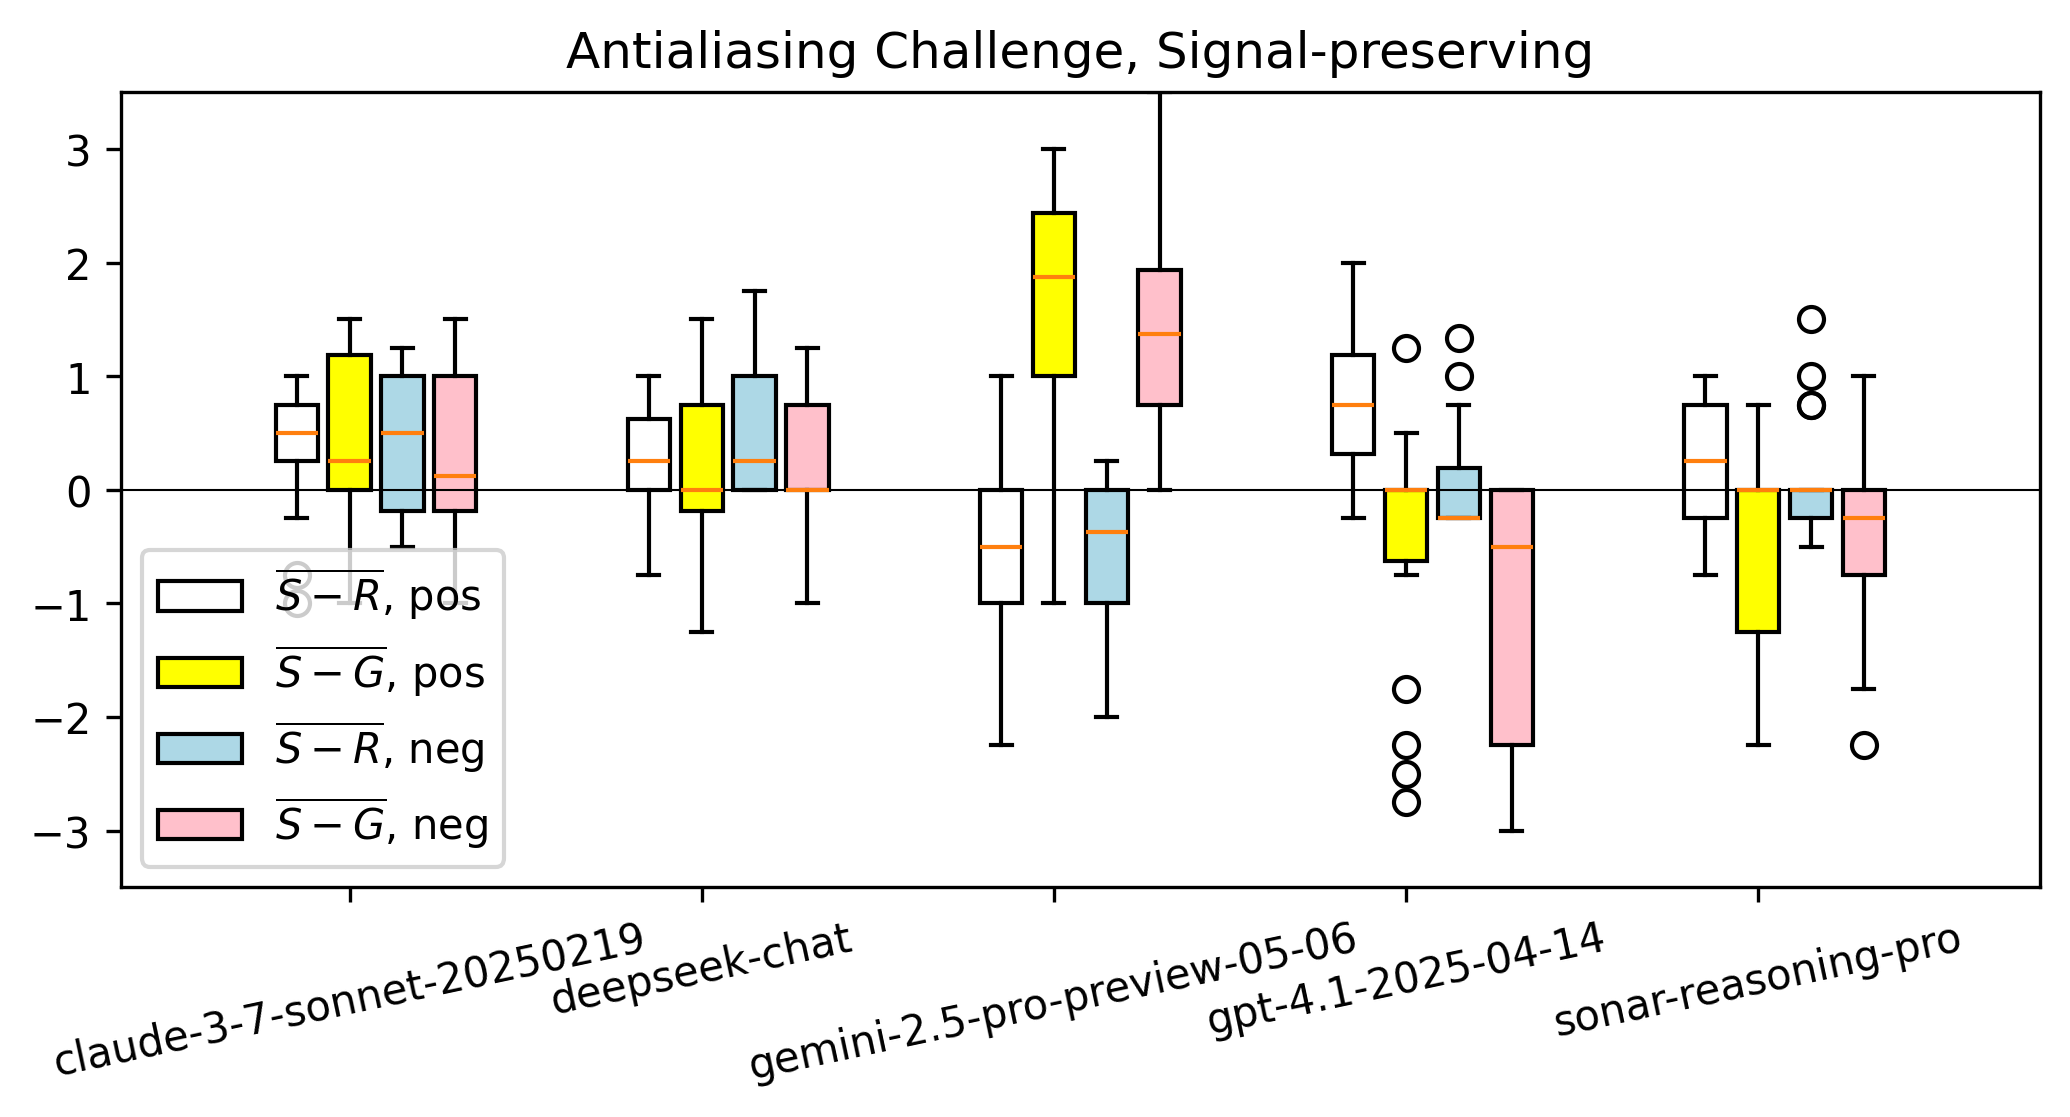 Antialiasing Challenge, Signal-preserving
3
2
1
0
−1
−2
−3
S − R, pos
S − G, pos
S − R, neg
S − G, neg
claude-3-7-sonnet-20250219
deepseek-chat
gemini-2.5-pro-preview-05-06
gpt-4.1-2025-04-14
sonar-reasoning-pro